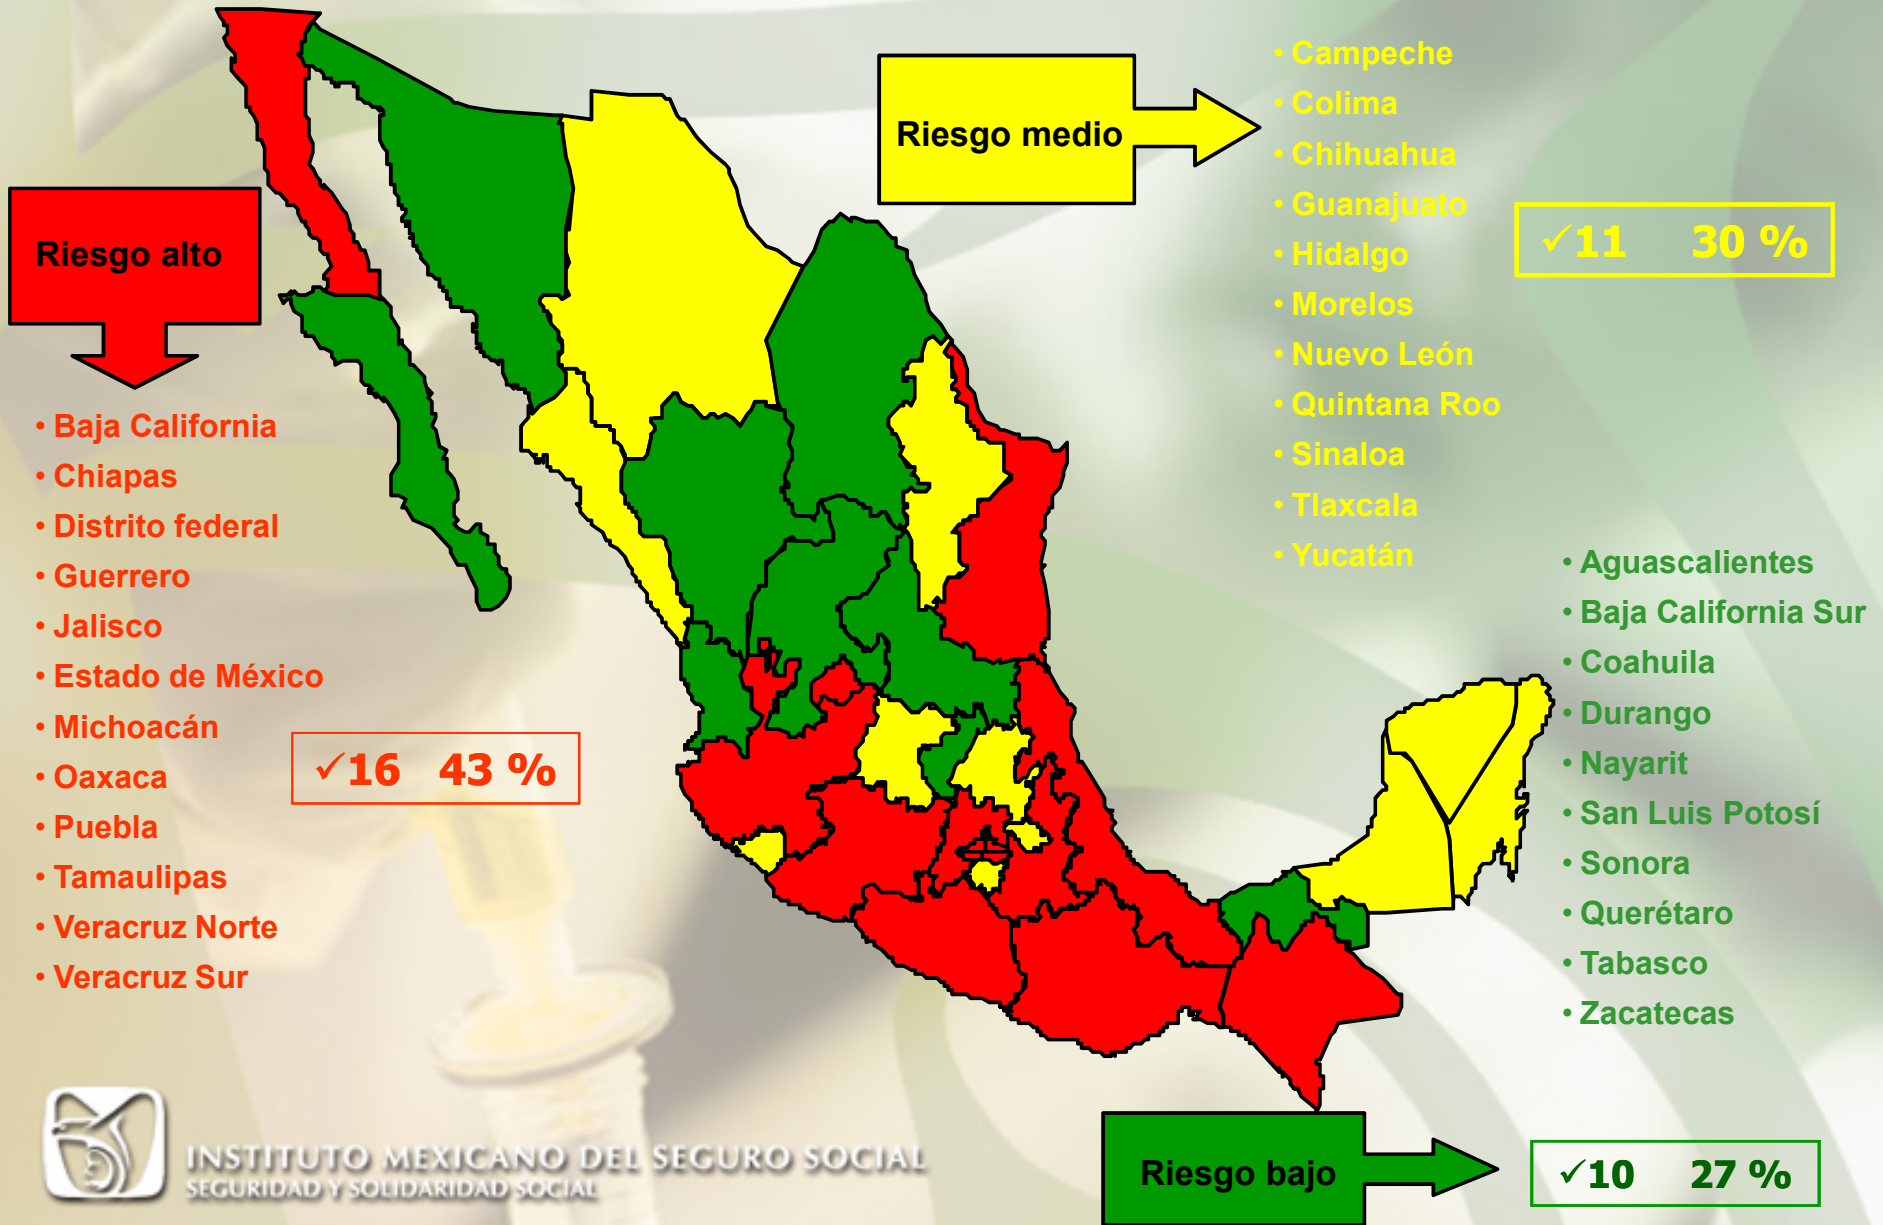 Riesgo alto
• Baja California
• Chiapas
• Distrito federal
• Guerrero
• Jalisco
• Estado de México
• Michoacán
• Oaxaca
• Puebla
• Tamaulipas
• Veracruz Norte
• Veracruz Sur
✓16 43 %
Riesgo medio
• Campeche
• Colima
• Chihuahua
• Guanajuato
• Hidalgo
• Morelos
• Nuevo León
• Quintana Roo
• Sinaloa
• Tlaxcala
• Yucatán
✓11 30 %
• Aguascalientes
• Baja California Sur
• Coahuila
• Durango
• Nayarit
• San Luis Potosí
• Sonora
• Querétaro
• Tabasco
• Zacatecas
Riesgo bajo
✓10 27 %
INSTITUTO MEXICANO DEL SEGURO SOCIAL
SEGURIDAD Y SOLIDARIDAD SOCIAL